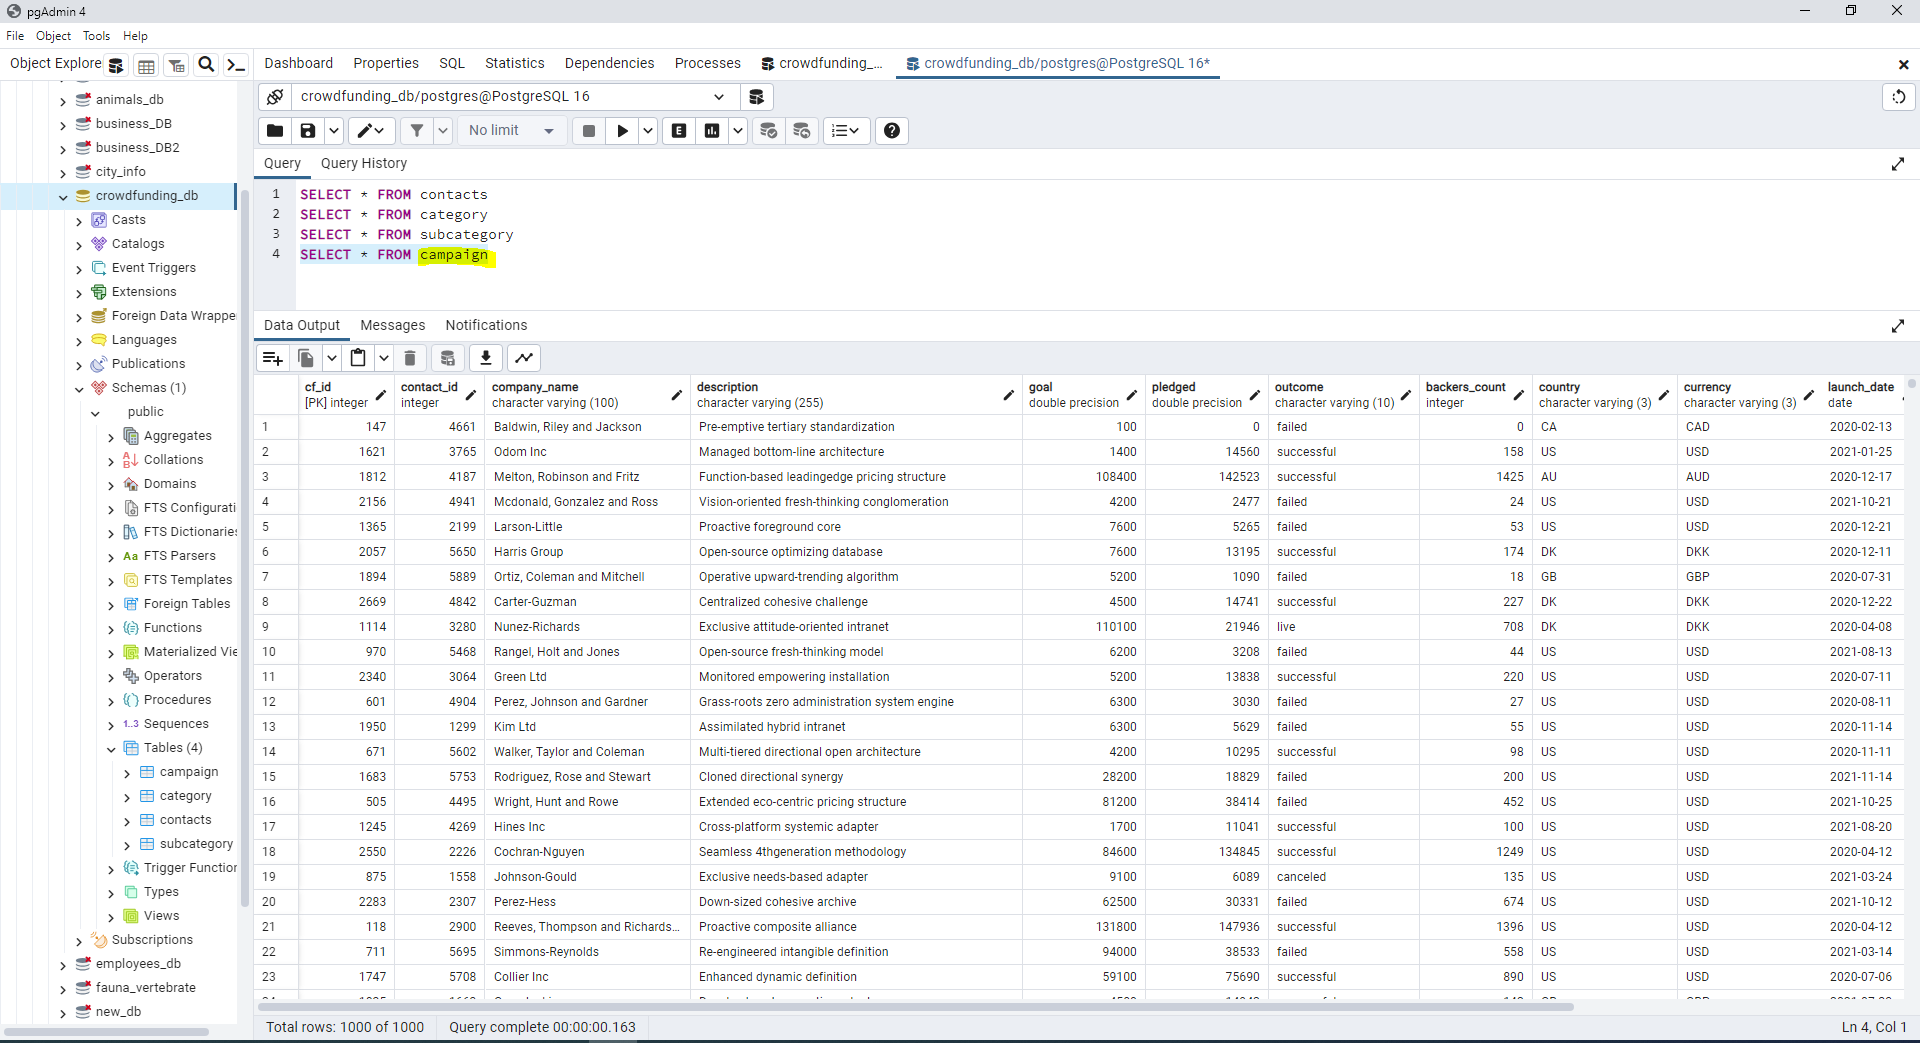 pgAdmin 4
File Object Tools Help
Object Explore
Dashboard Properties SQL Statistics Dependencies Processes crowdfunding_... crowdfunding_db/postgres@PostgreSQL 16*
crowdfunding_db/postgres@PostgreSQL 16
No limit
E
Query Query History
1 SELECT * FROM contacts
2 SELECT * FROM category
3 SELECT * FROM subcategory
4 SELECT * FROM campaign
animals_db
business_DB
business_DB2
city_info
crowdfunding_db
Casts
Catalogs
Event Triggers
Extensions
Foreign Data Wrappe
Languages
Publications
Schemas (1)
public
Aggregates
Collations
Domains
FTS Configurati
FTS Dictionaries
Aa FTS Parsers
FTS Templates
Foreign Tables
Functions
Materialized Vie
Operators
Procedures
1..3 Sequences
Tables (4)
campaign
category
contacts
subcategory
Trigger Function
Types
Views
Subscriptions
employees_db
fauna_vertebrate
new_db
Data Output Messages Notifications
cf_id contact_id company_name description goal pledged outcome backers_count country currency launch_date
[PK] integer integer character varying (100) character varying (255) double precision double precision character varying (10) integer character varying (3) character varying (3) date
1 147 4661 Baldwin, Riley and Jackson Pre-emptive tertiary standardization 100 0 failed 0 CA CAD 2020-02-13
2 1621 3765 Odom Inc Managed bottom-line architecture 1400 14560 successful 158 US USD 2021-01-25
3 1812 4187 Melton, Robinson and Fritz Function-based leadingedge pricing structure 108400 142523 successful 1425 AU AUD 2020-12-17
4 2156 4941 Mcdonald, Gonzalez and Ross Vision-oriented fresh-thinking conglomeration 4200 2477 failed 24 US USD 2021-10-21
5 1365 2199 Larson-Little Proactive foreground core 7600 5265 failed 53 US USD 2020-12-21
6 2057 5650 Harris Group Open-source optimizing database 7600 13195 successful 174 DK DKK 2020-12-11
7 1894 5889 Ortiz, Coleman and Mitchell Operative upward-trending algorithm 5200 1090 failed 18 GB GBP 2020-07-31
8 2669 4842 Carter-Guzman Centralized cohesive challenge 4500 14741 successful 227 DK DKK 2020-12-22
9 1114 3280 Nunez-Richards Exclusive attitude-oriented intranet 110100 21946 live 708 DK DKK 2020-04-08
10 970 5468 Rangel, Holt and Jones Open-source fresh-thinking model 6200 3208 failed 44 US USD 2021-08-13
11 2340 3064 Green Ltd Monitored empowering installation 5200 13838 successful 220 US USD 2020-07-11
12 601 4904 Perez, Johnson and Gardner Grass-roots zero administration system engine 6300 3030 failed 27 US USD 2020-08-11
13 1950 1299 Kim Ltd Assimilated hybrid intranet 6300 5629 failed 55 US USD 2020-11-14
14 671 5602 Walker, Taylor and Coleman Multi-tiered directional open architecture 4200 10295 successful 98 US USD 2020-11-11
15 1683 5753 Rodriguez, Rose and Stewart Cloned directional synergy 28200 18829 failed 200 US USD 2021-11-14
16 505 4495 Wright, Hunt and Rowe Extended eco-centric pricing structure 81200 38414 failed 452 US USD 2021-10-25
17 1245 4269 Hines Inc Cross-platform systemic adapter 1700 11041 successful 100 US USD 2021-08-20
18 2550 2226 Cochran-Nguyen Seamless 4thgeneration methodology 84600 134845 successful 1249 US USD 2020-04-12
19 875 1558 Johnson-Gould Exclusive needs-based adapter 9100 6089 canceled 135 US USD 2021-03-24
20 2283 2307 Perez-Hess Down-sized cohesive archive 62500 30331 failed 674 US USD 2021-10-12
21 118 2900 Reeves, Thompson and Richards... Proactive composite alliance 131800 147936 successful 1396 US USD 2020-04-12
22 711 5695 Simmons-Reynolds Re-engineered intangible definition 94000 38533 failed 558 US USD 2021-03-14
23 1747 5708 Collier Inc Enhanced dynamic definition 59100 75690 successful 890 US USD 2020-07-06
Total rows: 1000 of 1000 Query complete 00:00:00.163 Ln 4, Col 1